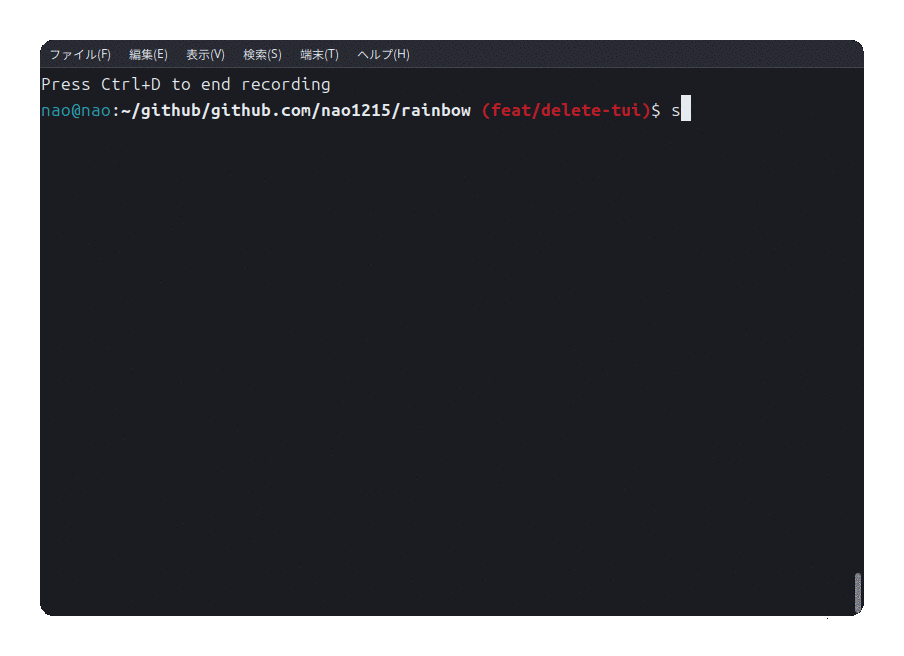 ファイル(F) 編集(E) 表示(V) 検索(S) 端末(T) ヘルプ(H)
Press Ctrl+D to end recording
nao@nao:~/github/github.com/nao1215/rainbow (feat/delete-tui)$ s